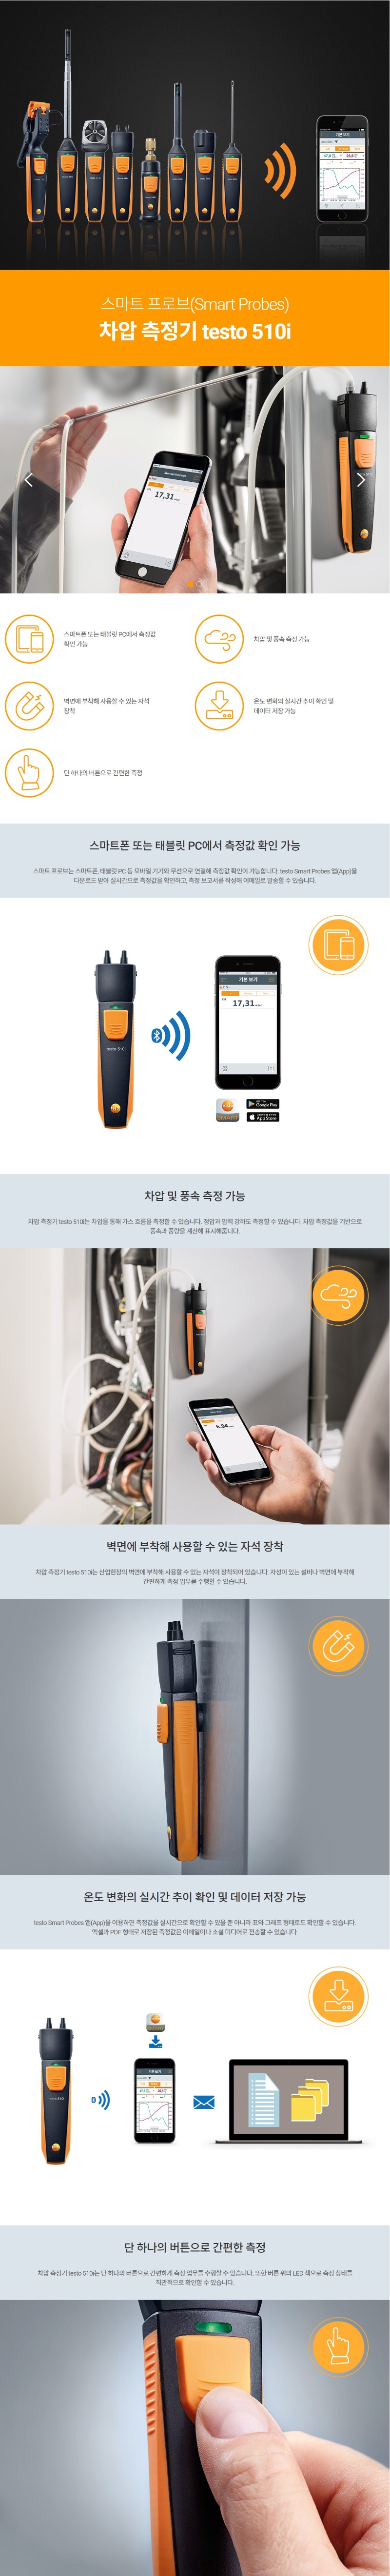 기본 보기
스마트 프로브(Smart Probes)
차압 측정기 testo 510i
17,31
스마트폰 또는 태블릿 PC에서 측정값
확인 가능
차압 및 풍속 측정 가능
벽면에 부착해 사용할 수 있는 자석
장착
온도 변화의 실시간 추이 확인 및
데이터 저장 가능
단 하나의 버튼으로 간편한 측정
스마트폰 또는 태블릿 PC에서 측정값 확인 가능
스마트 프로브는 스마트폰, 태블릿 PC 등 모바일 기기와 무선으로 연결해 측정값 확인이 가능합니다. testo Smart Probes 앱(App)을
다운로드 받아 실시간으로 측정값을 확인하고, 측정 보고서를 작성해 이메일로 발송할 수 있습니다.
기본 보기
17,31
testo 510i
SMART
Google Play
App Store
차압 및 풍속 측정 가능
차압 측정기 testo 510i는 차압을 통해 가스 흐름을 측정할 수 있습니다. 정압과 압력 강하도 측정할 수 있습니다. 차압 측정값을 기반으로
풍속과 풍량을 계산해 표시해줍니다.
6,94
벽면에 부착해 사용할 수 있는 자석 장착
차압 측정기 testo 510i는 산업현장의 벽면에 부착해 사용할 수 있는 자석이 장착되어 있습니다. 자성이 있는 설비나 벽면에 부착해
간편하게 측정 업무를 수행할 수 있습니다.
온도 변화의 실시간 추이 확인 및 데이터 저장 가능
testo Smart Probes 앱(App)을 이용하면 측정값을 실시간으로 확인할 수 있을 뿐 아니라 표와 그래프 형태로도 확인할 수 있습니다.
엑셀과 PDF 형태로 저장된 측정값은 이메일이나 소셜 미디어로 전송할 수 있습니다.
기본 보기
단 하나의 버튼으로 간편한 측정
차압 측정기 testo 510i는 단 하나의 버튼으로 간편하게 측정 업무를 수행할 수 있습니다. 또한 버튼 위의 LED 색으로 측정 상태를
직관적으로 확인할 수 있습니다.